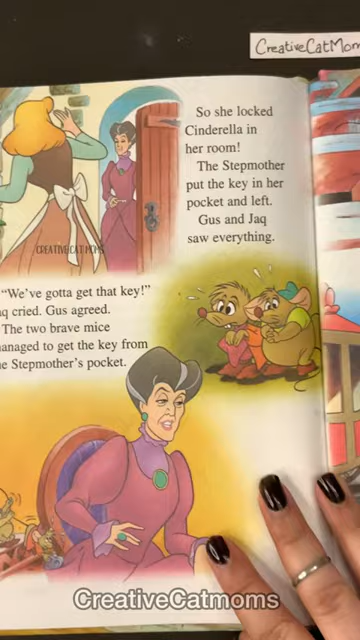 CreativeCatMom
So she locked
Cinderella in
her room!
The Stepmother
put the key in her
pocket and left.
Gus and Jaq
saw everything.
CREATIVECATMOMS
"We've gotta get that key!"
cried. Gus agreed.
The two brave mice
to get the key from
Stepmother's pocket.
CreativeCatmoms